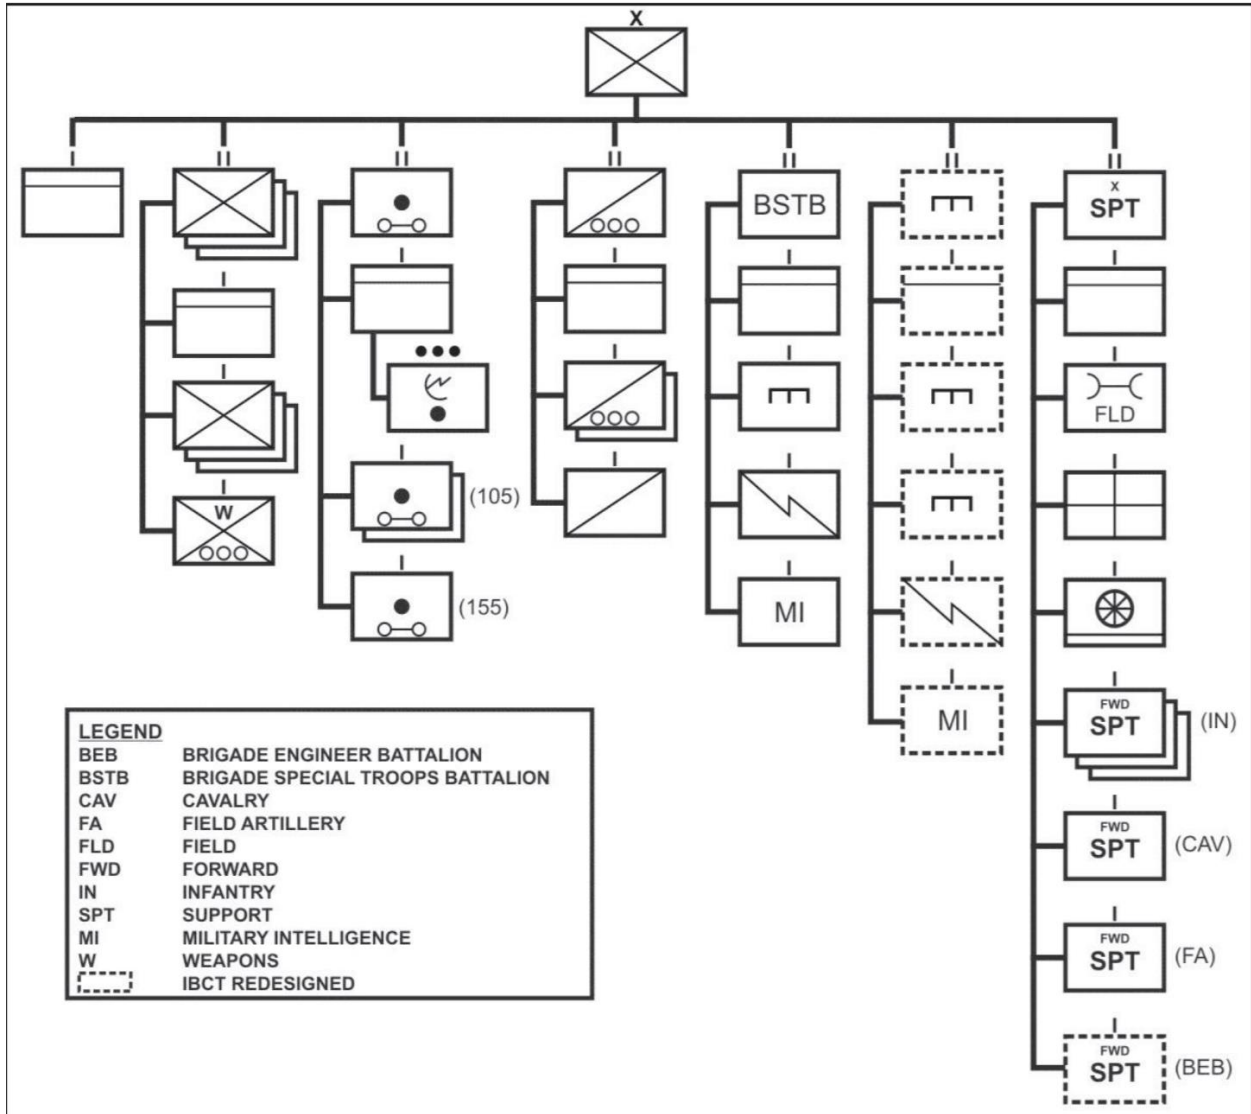 X
BSTB
X
SPT
FLD
W
(105)
(155)
MI
MI
FWD
SPT
(IN)
FWD
SPT
(CAV)
FWD
SPT
(FA)
FWD
SPT
(BEB)
LEGEND
BEB BRIGADE ENGINEER BATTALION
BSTB BRIGADE SPECIAL TROOPS BATTALION
CAV CAVALRY
FA FIELD ARTILLERY
FLD FIELD
FWD FORWARD
IN INFANTRY
SPT SUPPORT
MI MILITARY INTELLIGENCE
W WEAPONS
IBCT REDESIGNED